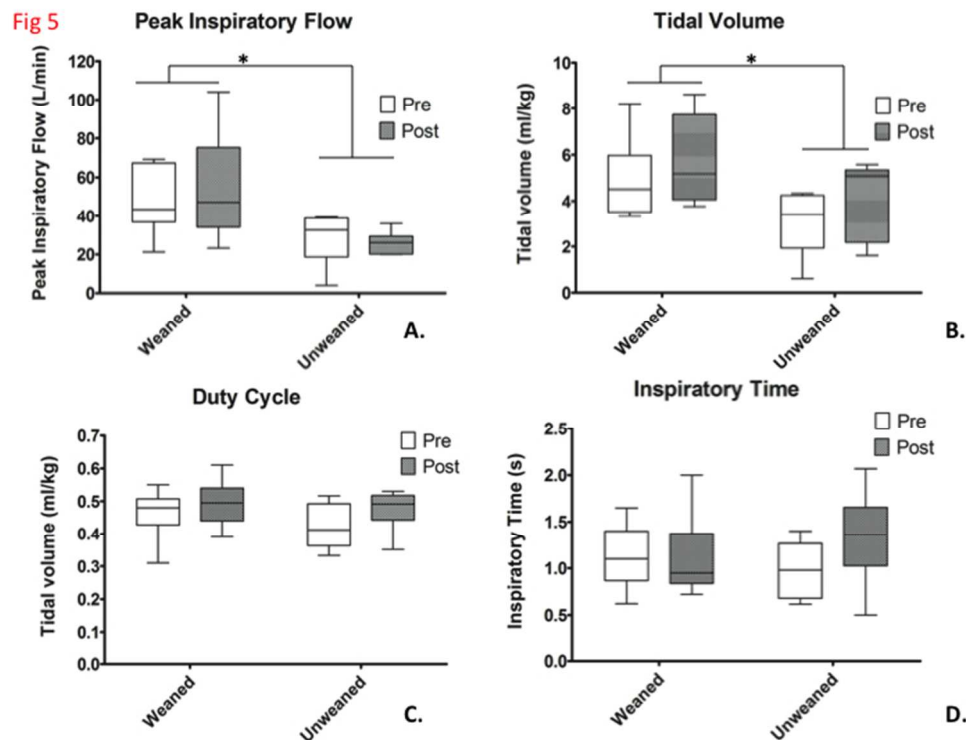 Fig 5
Peak Inspiratory Flow
Peak Inspiratory Flow (L/min)
120
100
80
60
40
20
0
*
Pre
Post
Weaned
Unweaned
A.
Tidal Volume
Tidal volume (ml/kg)
10
8
6
4
2
0
*
Pre
Post
Weaned
Unweaned
B.
Duty Cycle
Tidal volume (ml/kg)
0.7
0.6
0.5
0.4
0.3
0.2
0.1
0.0
Pre
Post
Weaned
Unweaned
C.
Inspiratory Time
Inspiratory Time (s)
2.5
2.0
1.5
1.0
0.5
0.0
Pre
Post
Weaned
Unweaned
D.